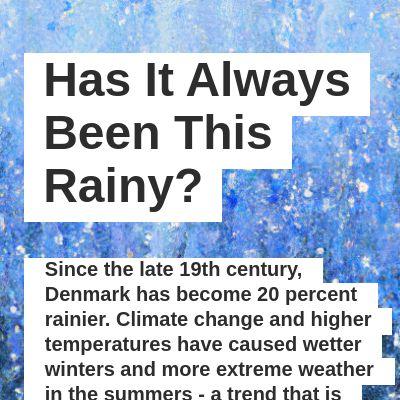 Has It Always
Been This
Rainy?
Since the late 19th century,
Denmark has become 20 percent
rainier. Climate change and higher
temperatures have caused wetter
winters and more extreme weather
in the summers - a trend that is